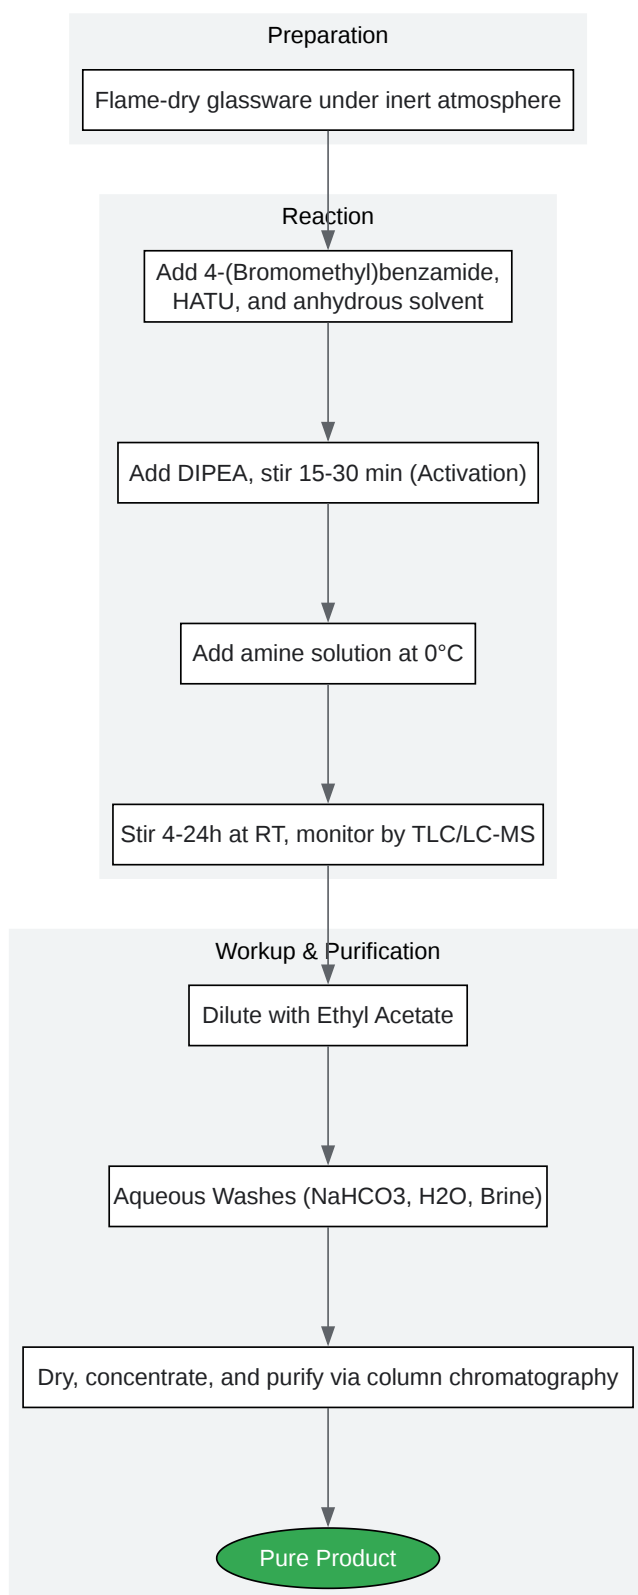 Preparation
Flame-dry glassware under inert atmosphere
Reaction
Add 4-(Bromomethyl)benzamide,
HATU, and anhydrous solvent
Add DIPEA, stir 15-30 min (Activation)
Add amine solution at 0°C
Stir 4-24h at RT, monitor by TLC/LC-MS
Workup & Purification
Dilute with Ethyl Acetate
Aqueous Washes (NaHCO3, H2O, Brine)
Dry, concentrate, and purify via column chromatography
Pure Product